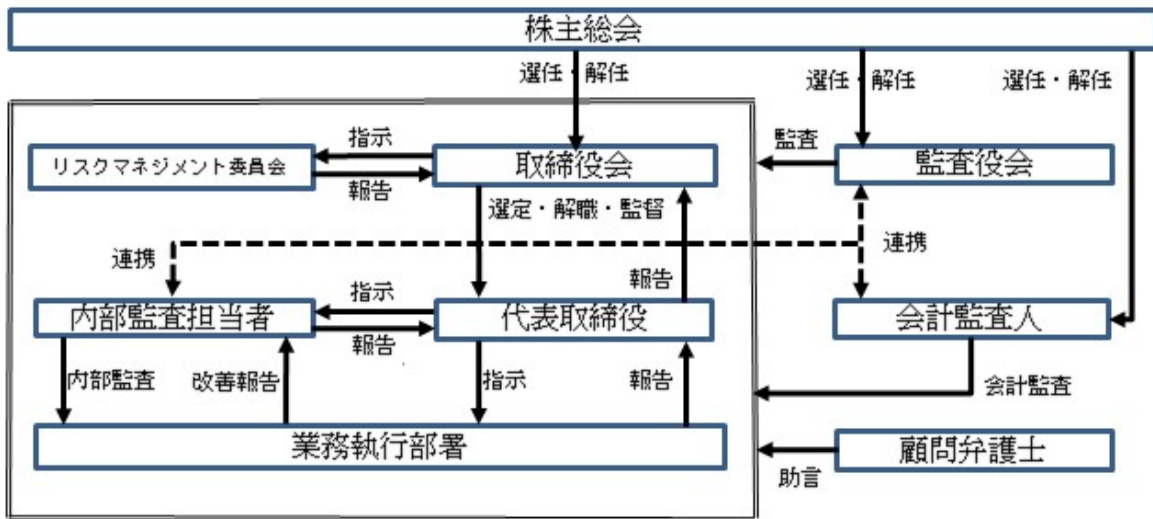 株主総会
選任・解任
選任・解任
選任・解任
指示
監査
リスクマネジメント委員会
取締役会
監査役会
報告
選定・解職・監督
連携
連携
報告
指示
内部監査担当者
代表取締役
会計監査人
報告
内部監査
改善報告
指示
報告
会計監査
業務執行部署
顧問弁護士
助言